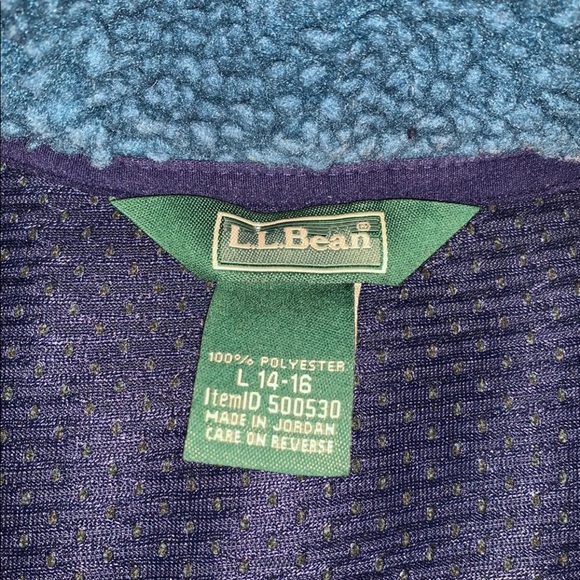 L.L.Bean®
100% POLYESTER
L 14-16
ItemID 500530
MADE IN JORDAN
CARE ON REVERSE